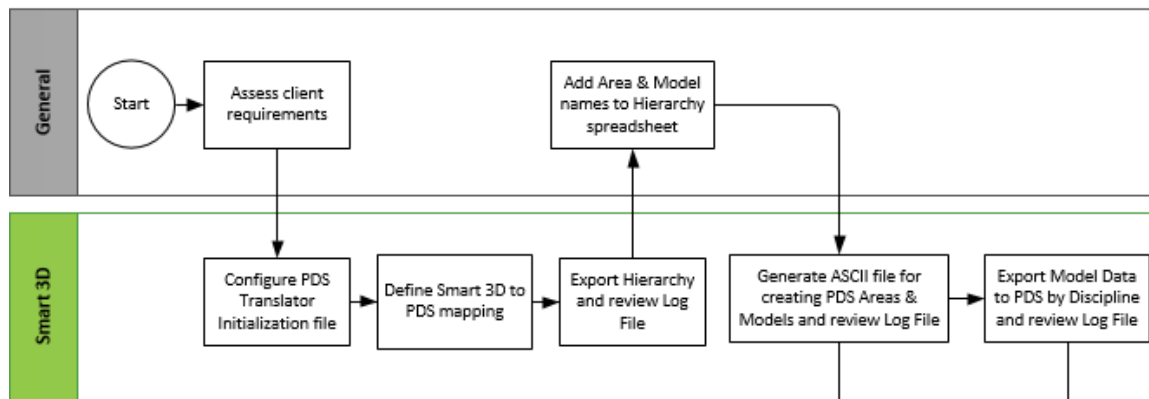 General
Start
Assess client
requirements
Add Area & Model
names to Hierarchy
spreadsheet
Smart 3D
Configure PDS
Translator
Initialization file
Define Smart 3D to
PDS mapping
Export Hierarchy
and review Log
File
Generate ASCII file for
creating PDS Areas &
Models and review Log File
Export Model Data
to PDS by Discipline
and review Log File